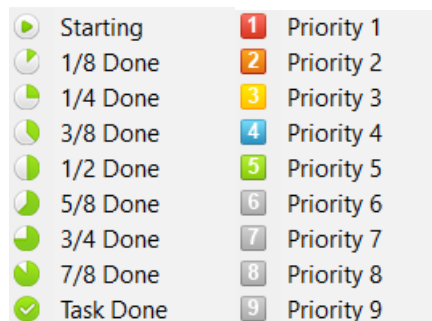 Starting
1/8 Done
1/4 Done
3/8 Done
1/2 Done
5/8 Done
3/4 Done
7/8 Done
Task Done
1 Priority 1
2 Priority 2
3 Priority 3
4 Priority 4
5 Priority 5
6 Priority 6
7 Priority 7
8 Priority 8
9 Priority 9